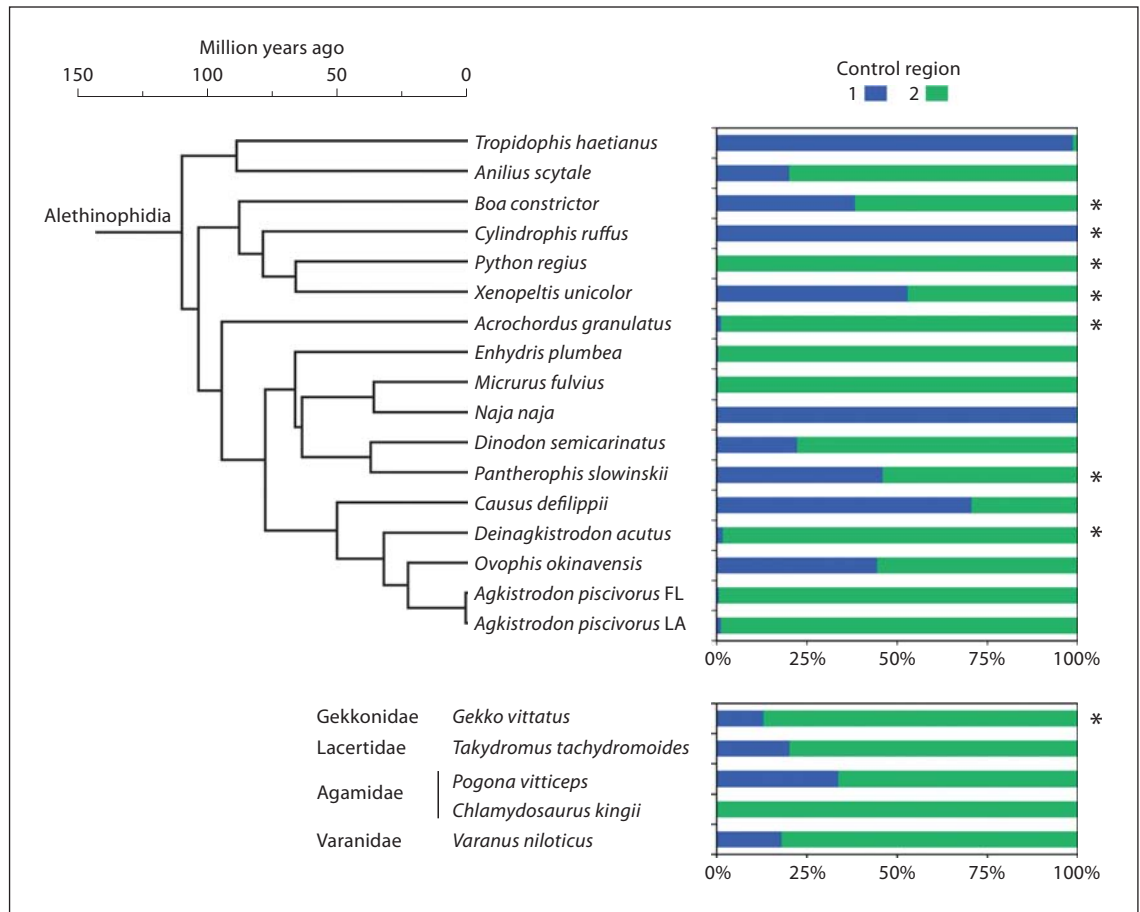 Million years ago
150 100 50 0
Control region
1 2
Alethinophidia
Tropidophis haetianus
Anilius scytale
Boa constrictor *
Cylindrophis ruffus *
Python regius *
Xenopeltis unicolor *
Acrochordus granulatus *
Enhydris plumbea
Micrurus fulvius
Naja naja
Dinodon semicarinatus
Pantherophis slowinskii *
Causus defilippii
Deinagkistrodon acutus *
Ovophis okinavensis
Agkistrodon piscivorus FL
Agkistrodon piscivorus LA
0% 25% 50% 75% 100%
Gekkonidae Gekko vittatus *
Lacertidae Takydromus tachydromoides
Agamidae Pogona vitticeps
Chlamydosaurus kingii
Varanidae Varanus niloticus
0% 25% 50% 75% 100%